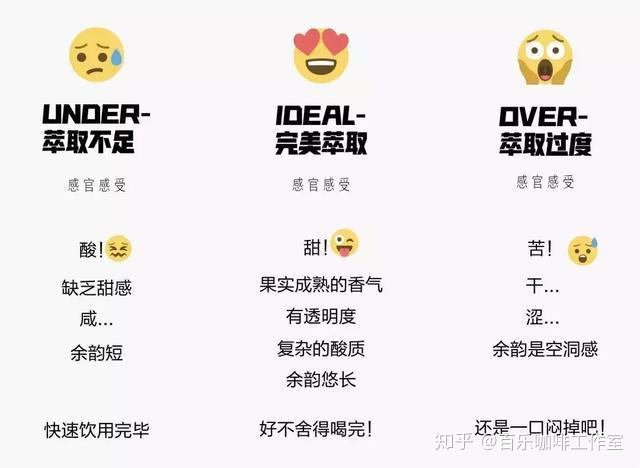 UNDER-
萃取不足
感官感受
酸！
缺乏甜感
咸...
余韵短
快速饮用完毕
IDEAL-
完美萃取
感官感受
甜！
果实成熟的香气
有透明度
复杂的酸质
余韵悠长
好不舍得喝完！
OVER-
萃取过度
感官感受
苦！
干...
涩...
余韵是空洞感
还是一口闷掉吧！
知乎 @百乐咖啡工作室